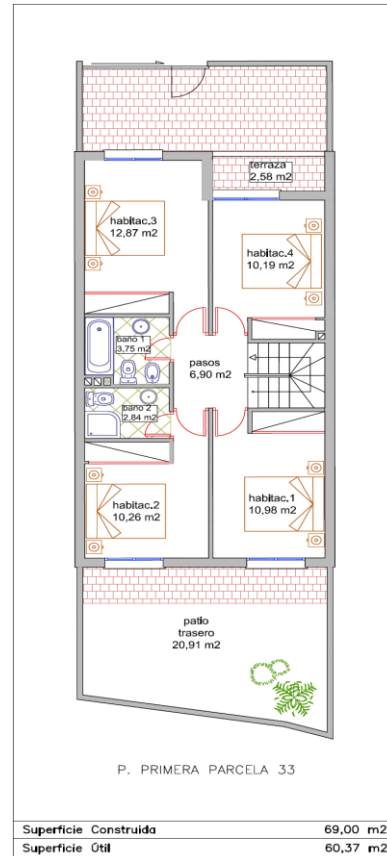 terraza
2,58 m2
habitac.3
12,87 m2
habitac.4
10,19 m2
baño 1
3,75 m2
pasos
6,90 m2
baño 2
2,84 m2
habitac.2
10,26 m2
habitac.1
10,98 m2
patio
trasero
20,91 m2
P. PRIMERA PARCELA 33
Superficie Construida 69,00 m2
Superficie Útil 60,37 m2